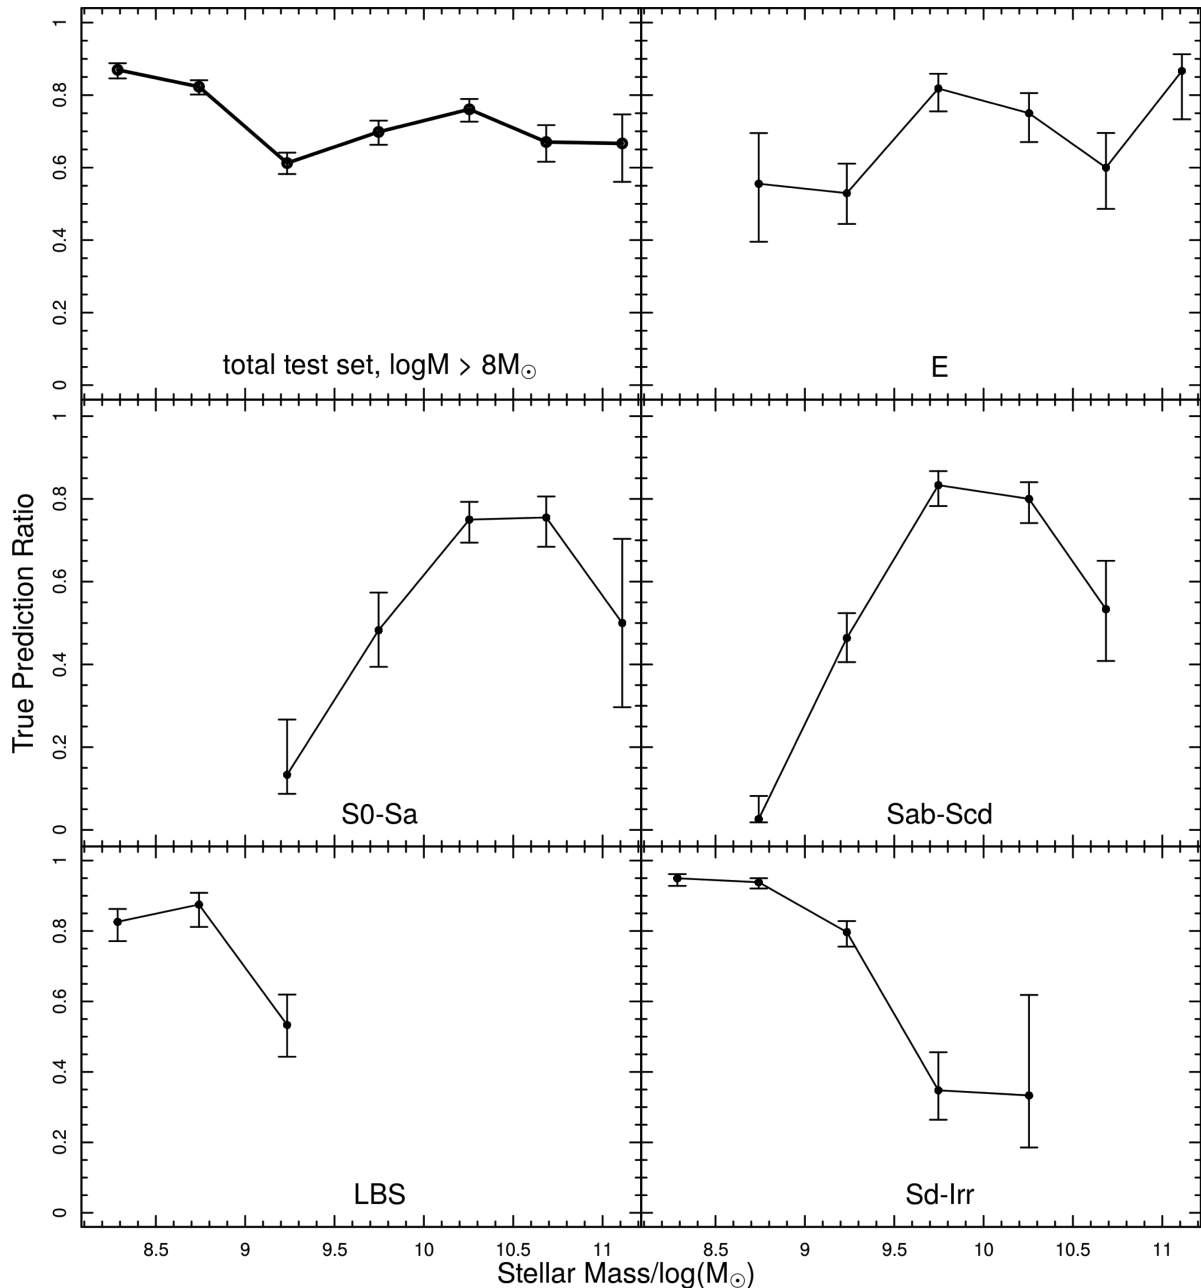 1
0.8
0.6
0.4
0.2
0
total test set, logM > 8M☉
E
1
0.8
0.6
0.4
0.2
0
S0-Sa
Sab-Scd
True Prediction Ratio
1
0.8
0.6
0.4
0.2
0
LBS
Sd-Irr
8.5 9 9.5 10 10.5 11 8.5 9 9.5 10 10.5 11
Stellar Mass/log(M☉)